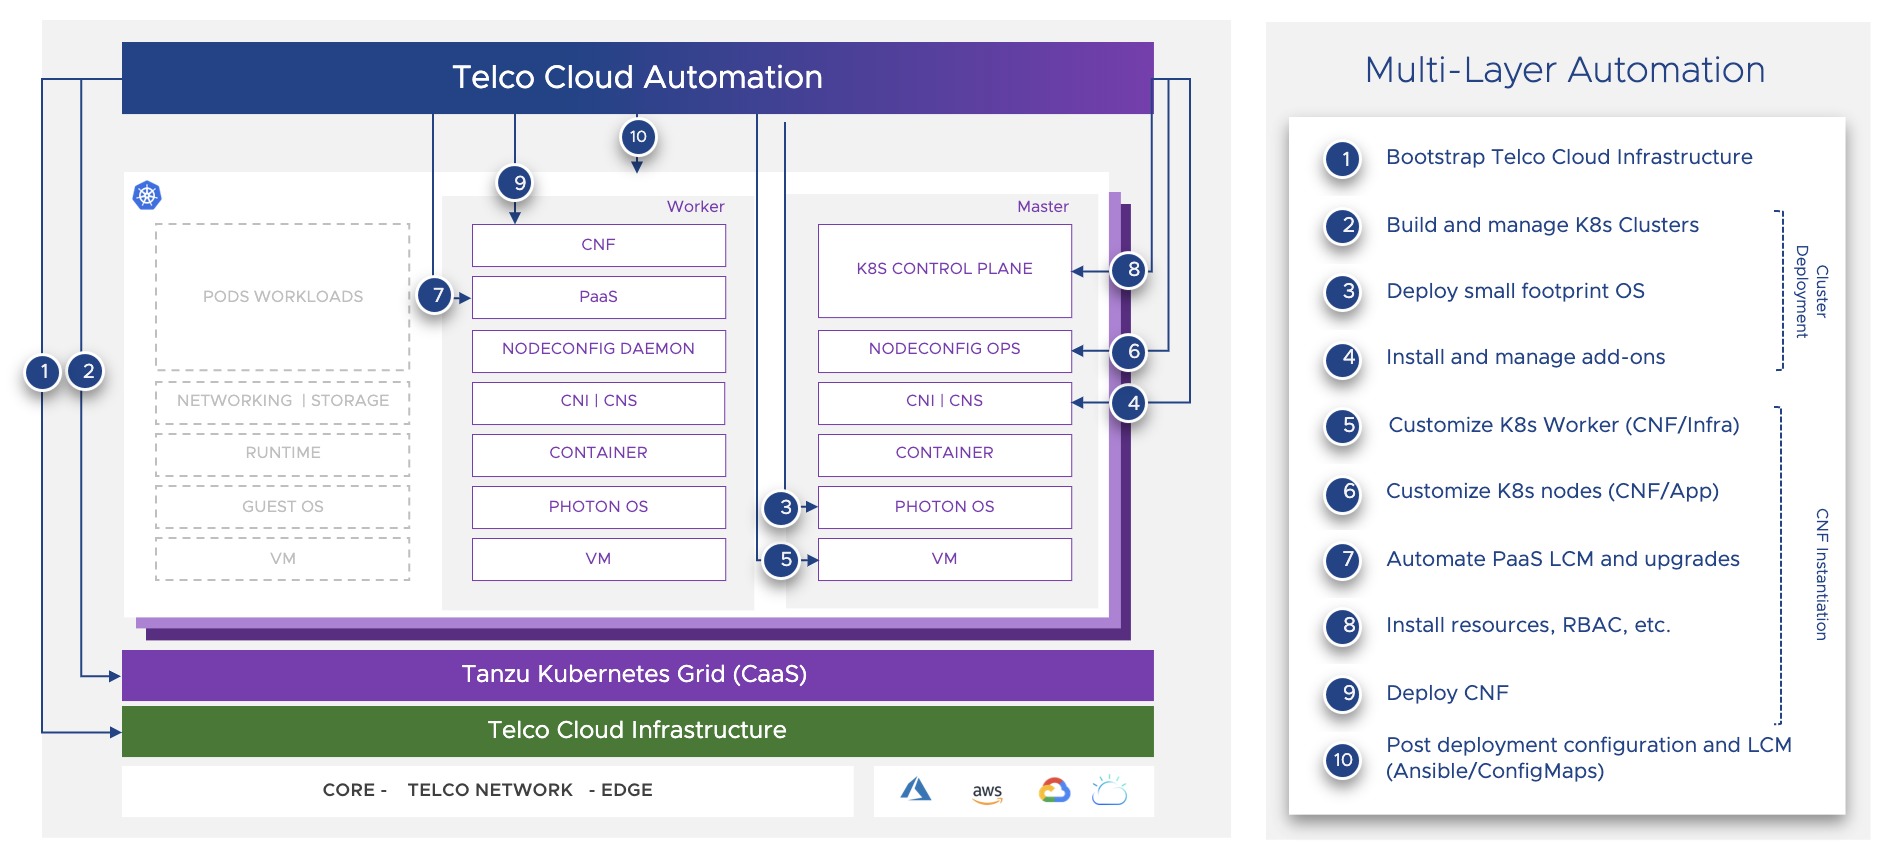 Telco Cloud Automation
10
9
Worker
Master
CNF
K8S CONTROL PLANE
8
PODS WORKLOADS
7
PaaS
NODECONFIG DAEMON
NODECONFIG OPS
6
1
2
NETWORKING | STORAGE
CNI | CNS
CNI | CNS
4
RUNTIME
CONTAINER
CONTAINER
GUEST OS
PHOTON OS
3
PHOTON OS
VM
VM
5
VM
Tanzu Kubernetes Grid (CaaS)
Telco Cloud Infrastructure
CORE - TELCO NETWORK - EDGE
aws
Multi-Layer Automation
1 Bootstrap Telco Cloud Infrastructure
2 Build and manage K8s Clusters
3 Deploy small footprint OS
4 Install and manage add-ons
Cluster
Deployment
5 Customize K8s Worker (CNF/Infra)
6 Customize K8s nodes (CNF/App)
7 Automate PaaS LCM and upgrades
8 Install resources, RBAC, etc.
9 Deploy CNF
CNF Instantiation
10 Post deployment configuration and LCM
(Ansible/ConfigMaps)